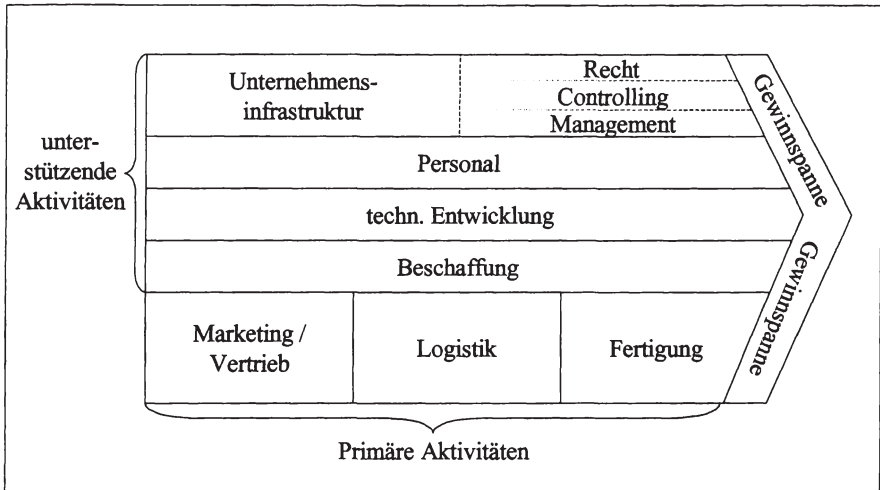 unter-
stützende
Aktivitäten
Unternehmens-
infrastruktur
Recht
Controlling
Management
Personal
techn. Entwicklung
Beschaffung
Marketing /
Vertrieb
Logistik
Fertigung
Gewinnspanne
Gewinnspanne
Primäre Aktivitäten